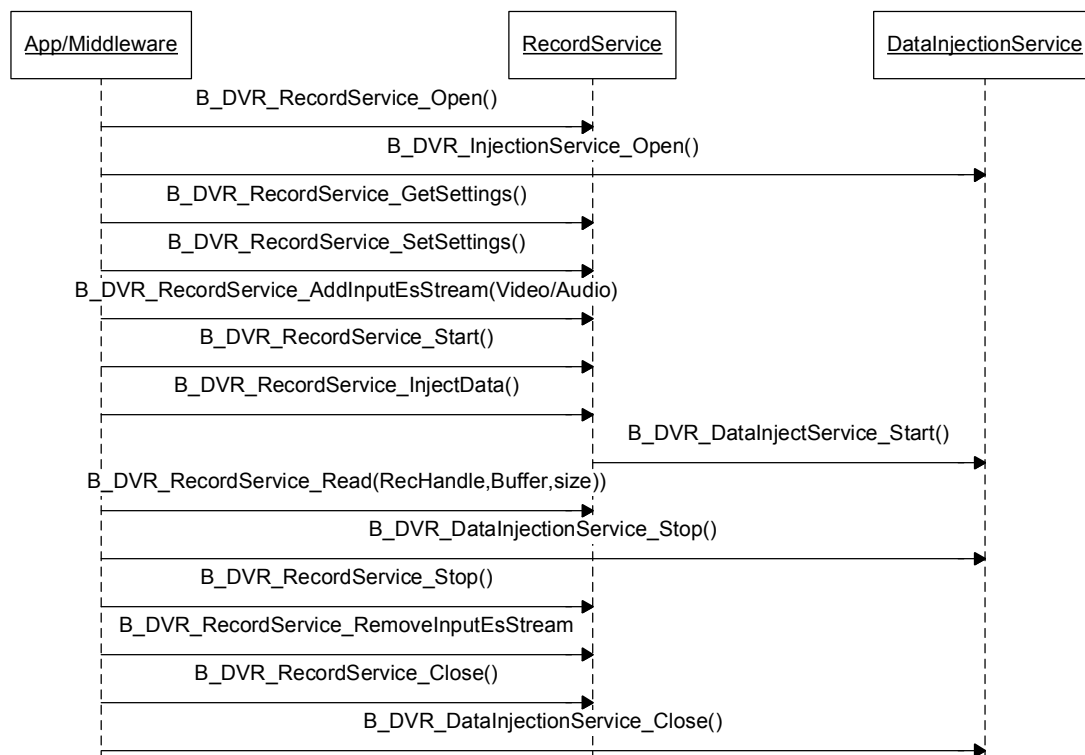 App/Middleware
RecordService
DataInjectionService
B_DVR_RecordService_Open()
B_DVR_InjectionService_Open()
B_DVR_RecordService_GetSettings()
B_DVR_RecordService_SetSettings()
B_DVR_RecordService_AddInputEsStream(Video/Audio)
B_DVR_RecordService_Start()
B_DVR_RecordService_InjectData()
B_DVR_DataInjectService_Start()
B_DVR_RecordService_Read(RecHandle,Buffer,size))
B_DVR_DataInjectionService_Stop()
B_DVR_RecordService_Stop()
B_DVR_RecordService_RemoveInputEsStream
B_DVR_RecordService_Close()
B_DVR_DataInjectionService_Close()